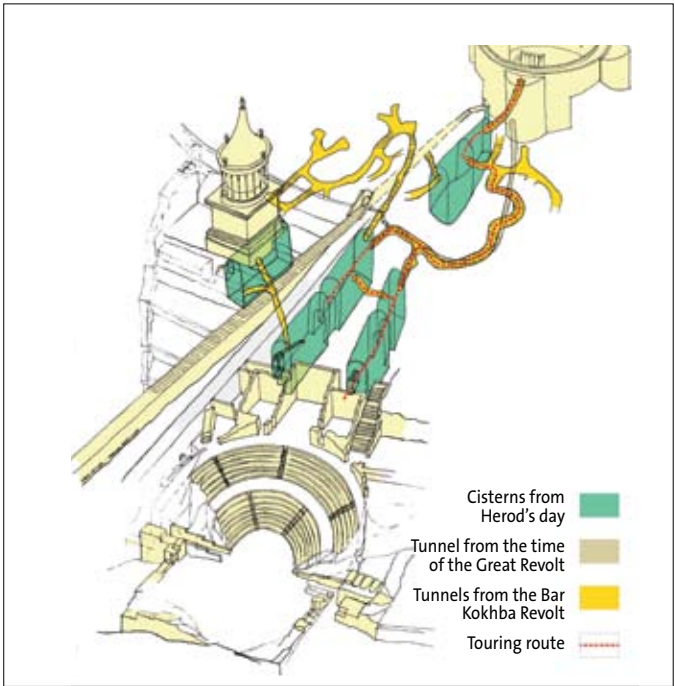 Cisterns from
Herod's day
Tunnel from the time
of the Great Revolt
Tunnels from the Bar
Kokhba Revolt
Touring route